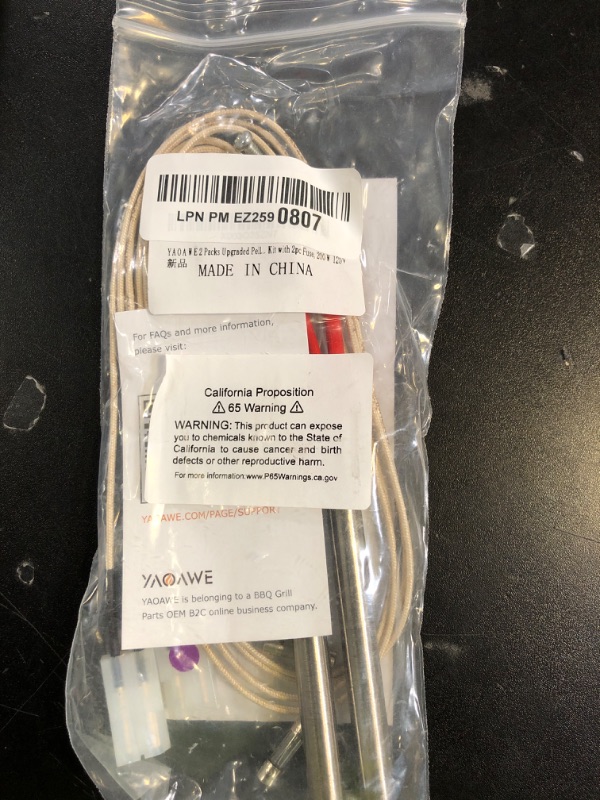 LPN PM EZ259 0807
YAOAWE 2 Packs Upgraded Pell.. Kit with 2pc Fuse, 200W 120V
新品
MADE IN CHINA
For FAQs and more information,
please visit:
California Proposition
⚠ 65 Warning ⚠
WARNING: This product can expose
you to chemicals known to the State of
California to cause cancer and birth
defects or other reproductive harm.
For more information.www.P65Warnings.ca.gov
YAOAWE.COM/PAGE/SUPPORT
YAOAWE
YAOAWE is belonging to a BBQ Grill
Parts OEM B2C online business company.